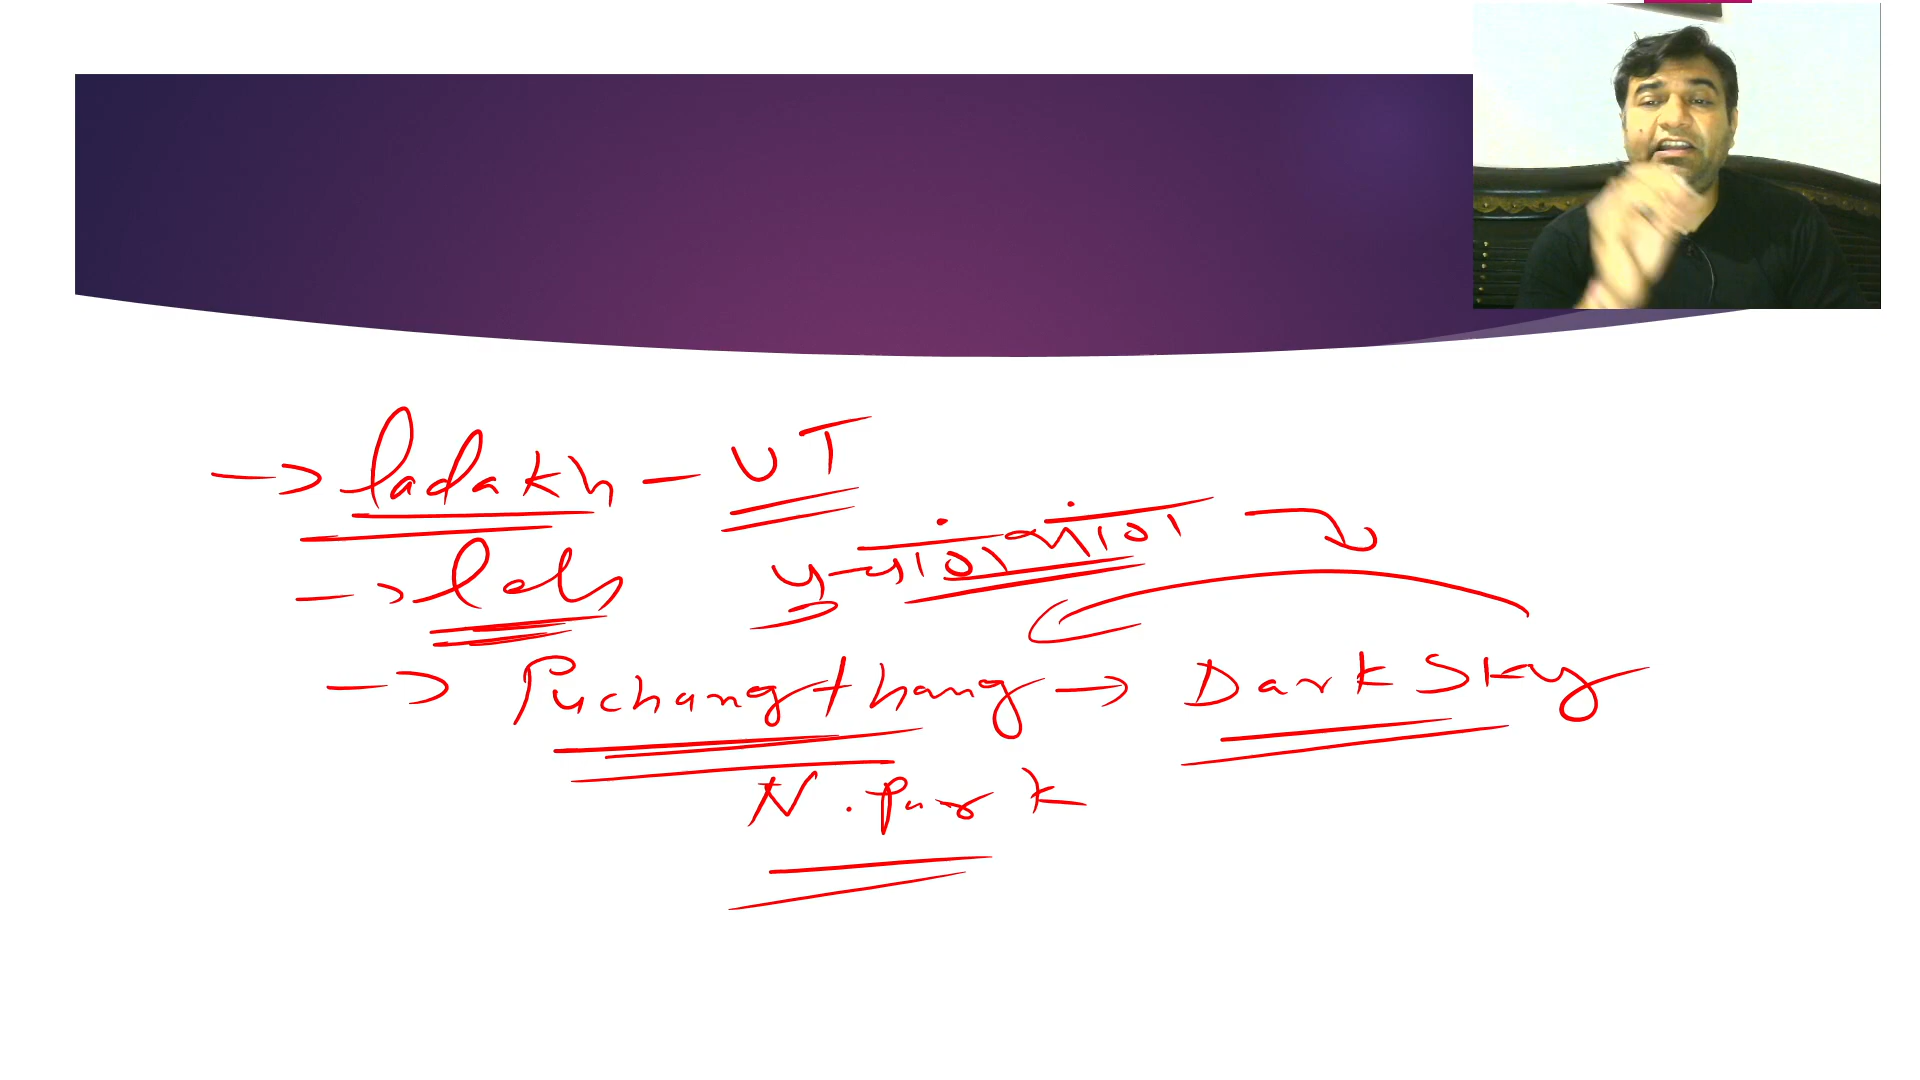 → ladakh - UT
→ leh
→ Puchangthang → Dark Sky
N. Park